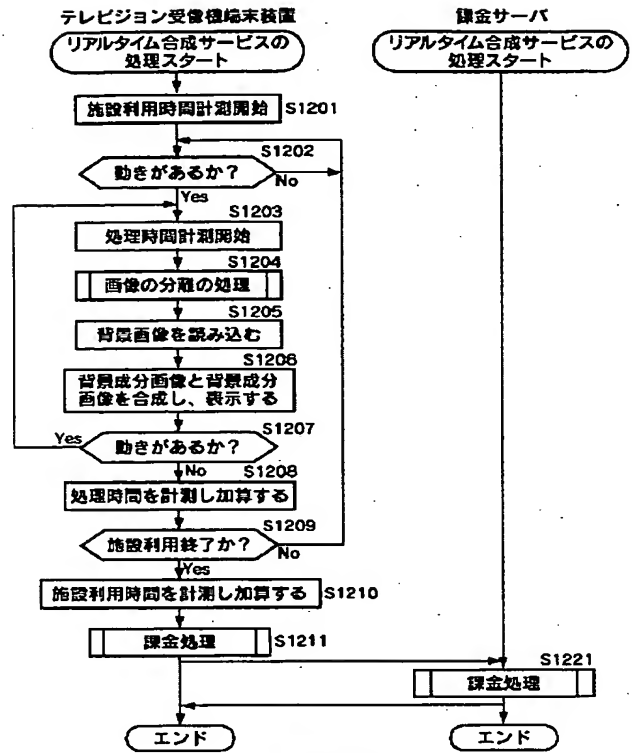 テレビジョン受像機端末装置
課金サーバ
リアルタイム合成サービスの
処理スタート
リアルタイム合成サービスの
処理スタート
施設利用時間計測開始
S1201
S1202
動きがあるか?
No
Yes
S1203
処理時間計測開始
S1204
画像の分離の処理
S1205
背景画像を読み込む
S1206
背景成分画像と背景成分
画像を合成し、表示する
S1207
Yes
動きがあるか?
No
S1208
処理時間を計測し加算する
S1209
施設利用終了か?
No
Yes
施設利用時間を計測し加算する
S1210
課金処理
S1211
S1221
課金処理
エンド
エンド